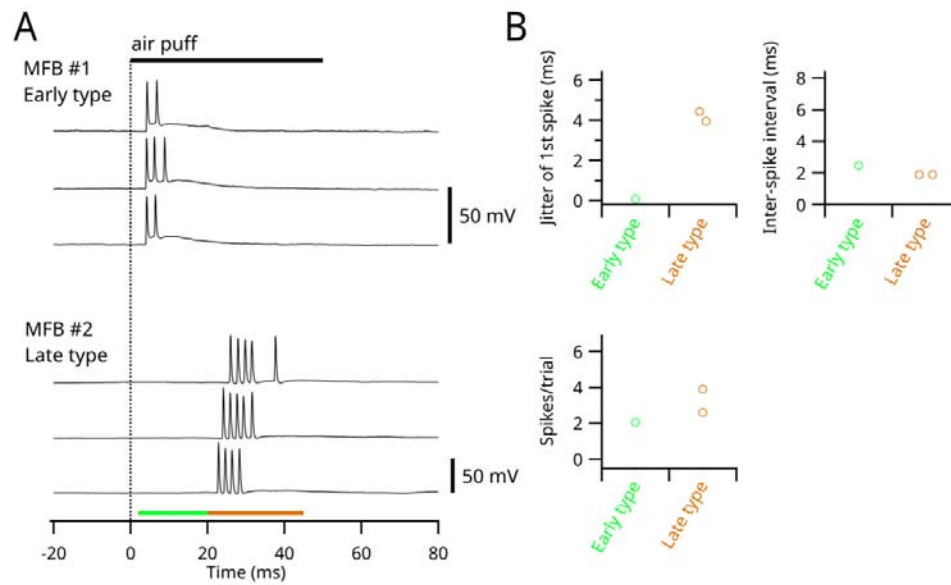 A
air puff
MFB #1
Early type
50 mV
MFB #2
Late type
50 mV
-20 0 20 40 60 80
Time (ms)
B
Jitter of 1st spike (ms)
6
4
2
0
Early type
Late type
Inter-spike interval (ms)
8
6
4
2
0
Early type
Late type
Spikes/trial
6
4
2
0
Early type
Late type